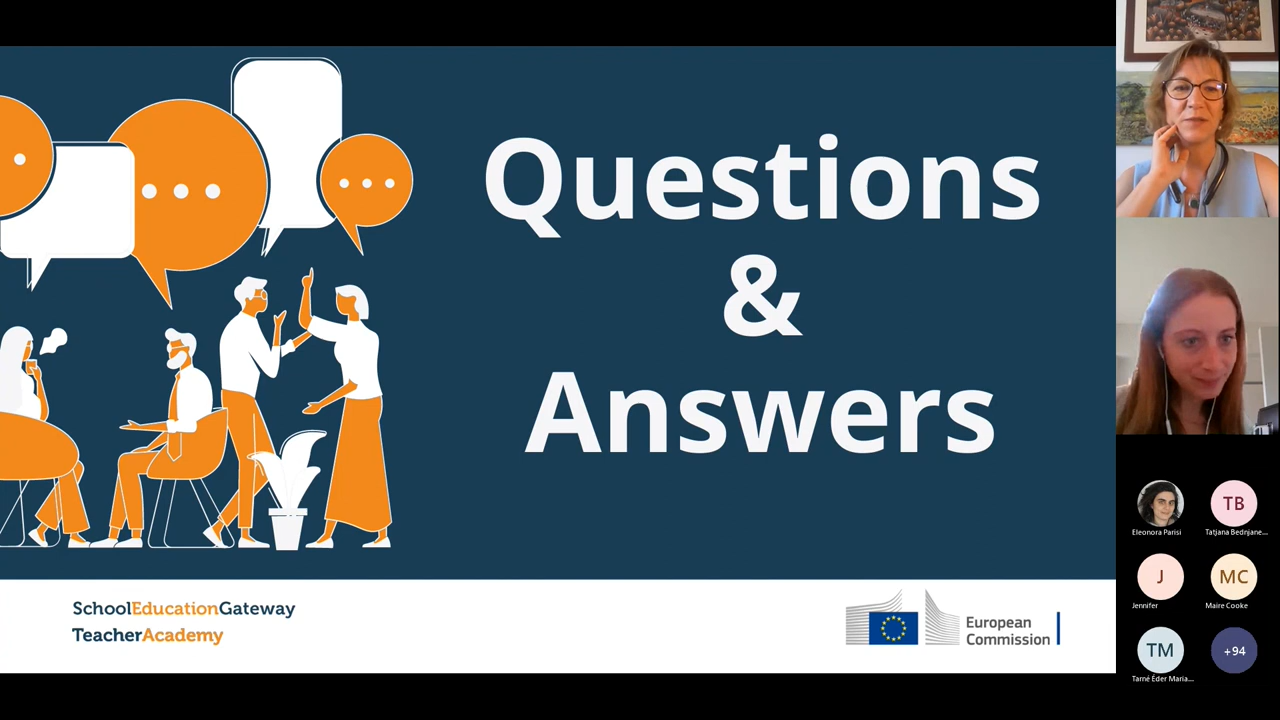 Questions
&
Answers
SchoolEducationGateway
TeacherAcademy
European
Commission
Eleonora Parisi
TB
Tatjana Bednjane...
J
Jennifer
MC
Maire Cooke
TM
Tarné Éder Maria...
+94